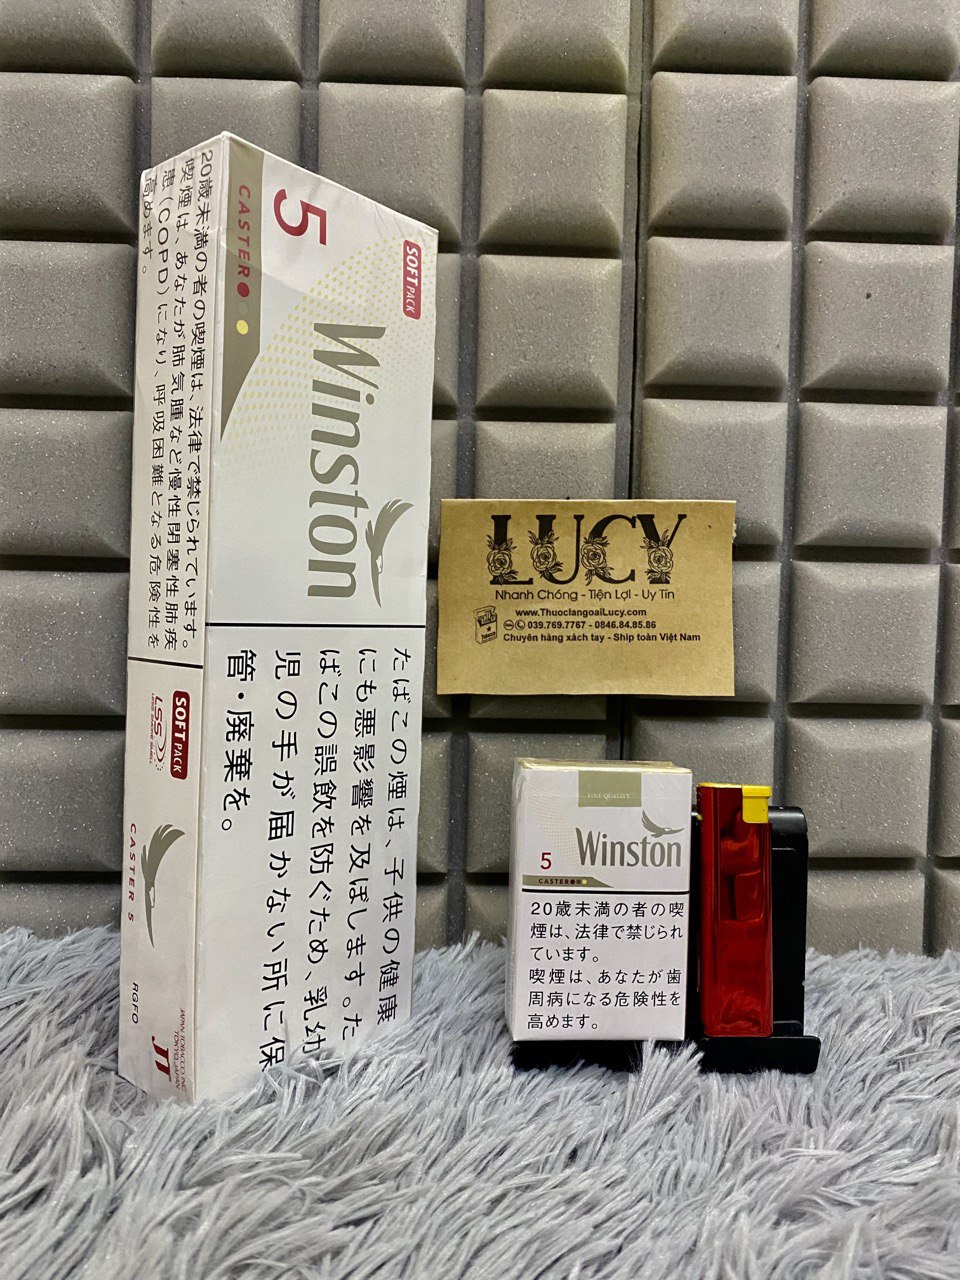 20歳未満の者の喫煙は、法律で禁じられています。
喫煙は、あなたが肺気腫など慢性閉塞性肺疾
患(COPD)になり、呼吸困難となる危険性を
高めます。
SOFT PACK
LSS
LESS SMOKE SMELL
CASTER 5
RGFO
JAPAN TOBACCO INC.
TOKYO JAPAN
JT
5
CASTER
SOFT PACK
Winston
たばこの煙は、子供の健康
にも悪影響を及ぼします。た
ばこの誤飲を防ぐため、乳幼
児の手が届かない所に保
管・廃棄を。
LUCY
Nhanh Chóng - Tiện Lợi - Uy Tín
www.ThuoclangoaiLucy.com
039.769.7767 - 0846.84.85.86
Chuyên hàng xách tay - Ship toàn Việt Nam
FINE QUALITY
Winston
5
CASTER
20歳未満の者の喫
煙は、法律で禁じられ
ています。
喫煙は、あなたが歯
周病になる危険性を
高めます。